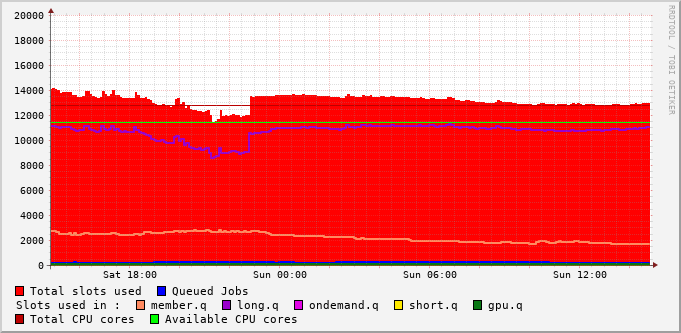 20000
18000
16000
14000
12000
10000
8000
6000
4000
2000
0
Sat 18:00 Sun 00:00 Sun 06:00 Sun 12:00
Total slots used Queued Jobs
Slots used in : member.q long.q ondemand.q short.q gpu.q
Total CPU cores Available CPU cores
RRDTOOL / TOBI OETIKER